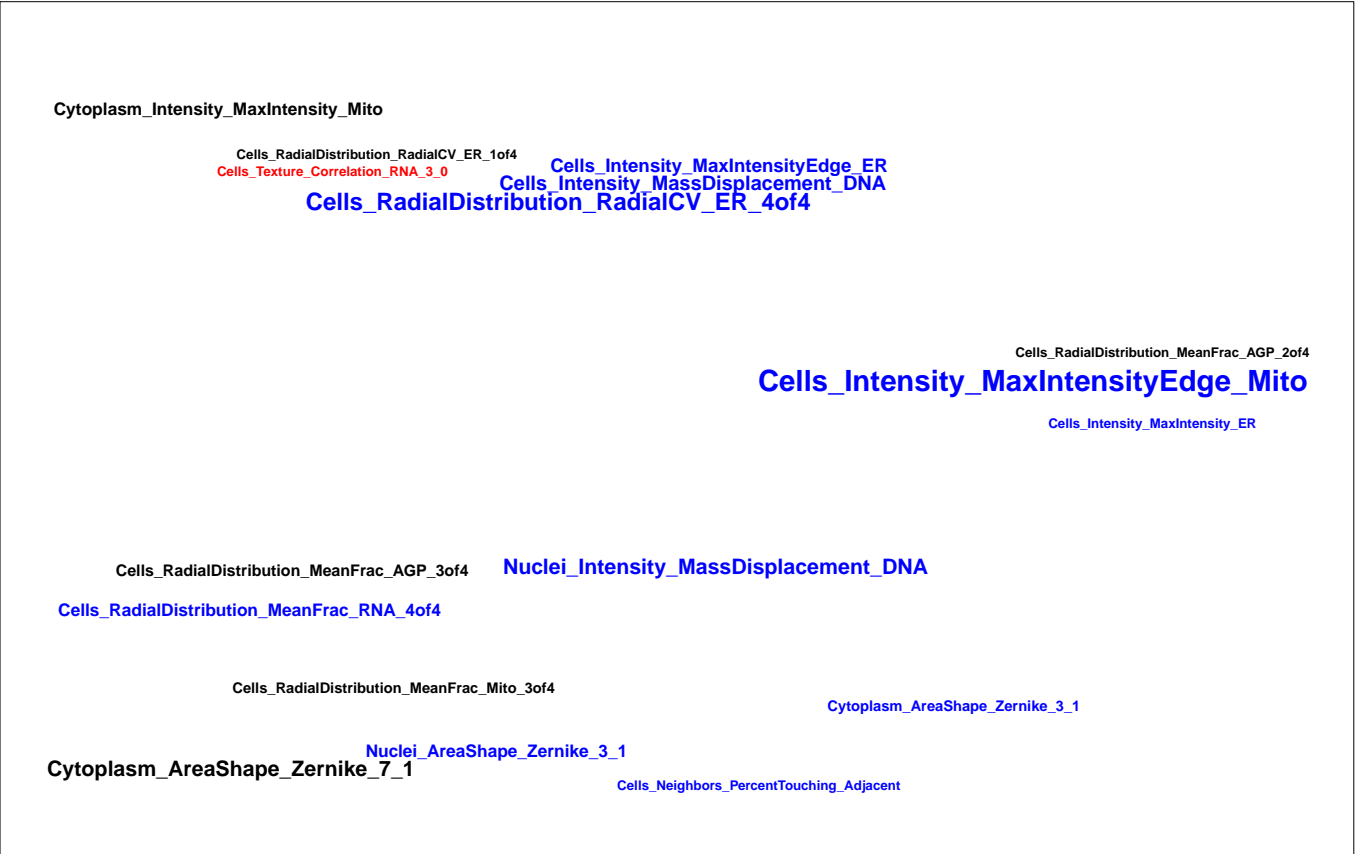 Cytoplasm_Intensity_MaxIntensity_Mito
Cells_RadialDistribution_RadialCV_ER_1of4
Cells_Intensity_MaxIntensityEdge_ER
Cells_Texture_Correlation_RNA_3_0
Cells_Intensity_MassDisplacement_DNA
Cells_RadialDistribution_RadialCV_ER_4of4
Cells_RadialDistribution_MeanFrac_AGP_2of4
Cells_Intensity_MaxIntensityEdge_Mito
Cells_Intensity_MaxIntensity_ER
Cells_RadialDistribution_MeanFrac_AGP_3of4
Nuclei_Intensity_MassDisplacement_DNA
Cells_RadialDistribution_MeanFrac_RNA_4of4
Cells_RadialDistribution_MeanFrac_Mito_3of4
Cytoplasm_AreaShape_Zernike_3_1
Nuclei_AreaShape_Zernike_3_1
Cytoplasm_AreaShape_Zernike_7_1
Cells_Neighbors_PercentTouching_Adjacent